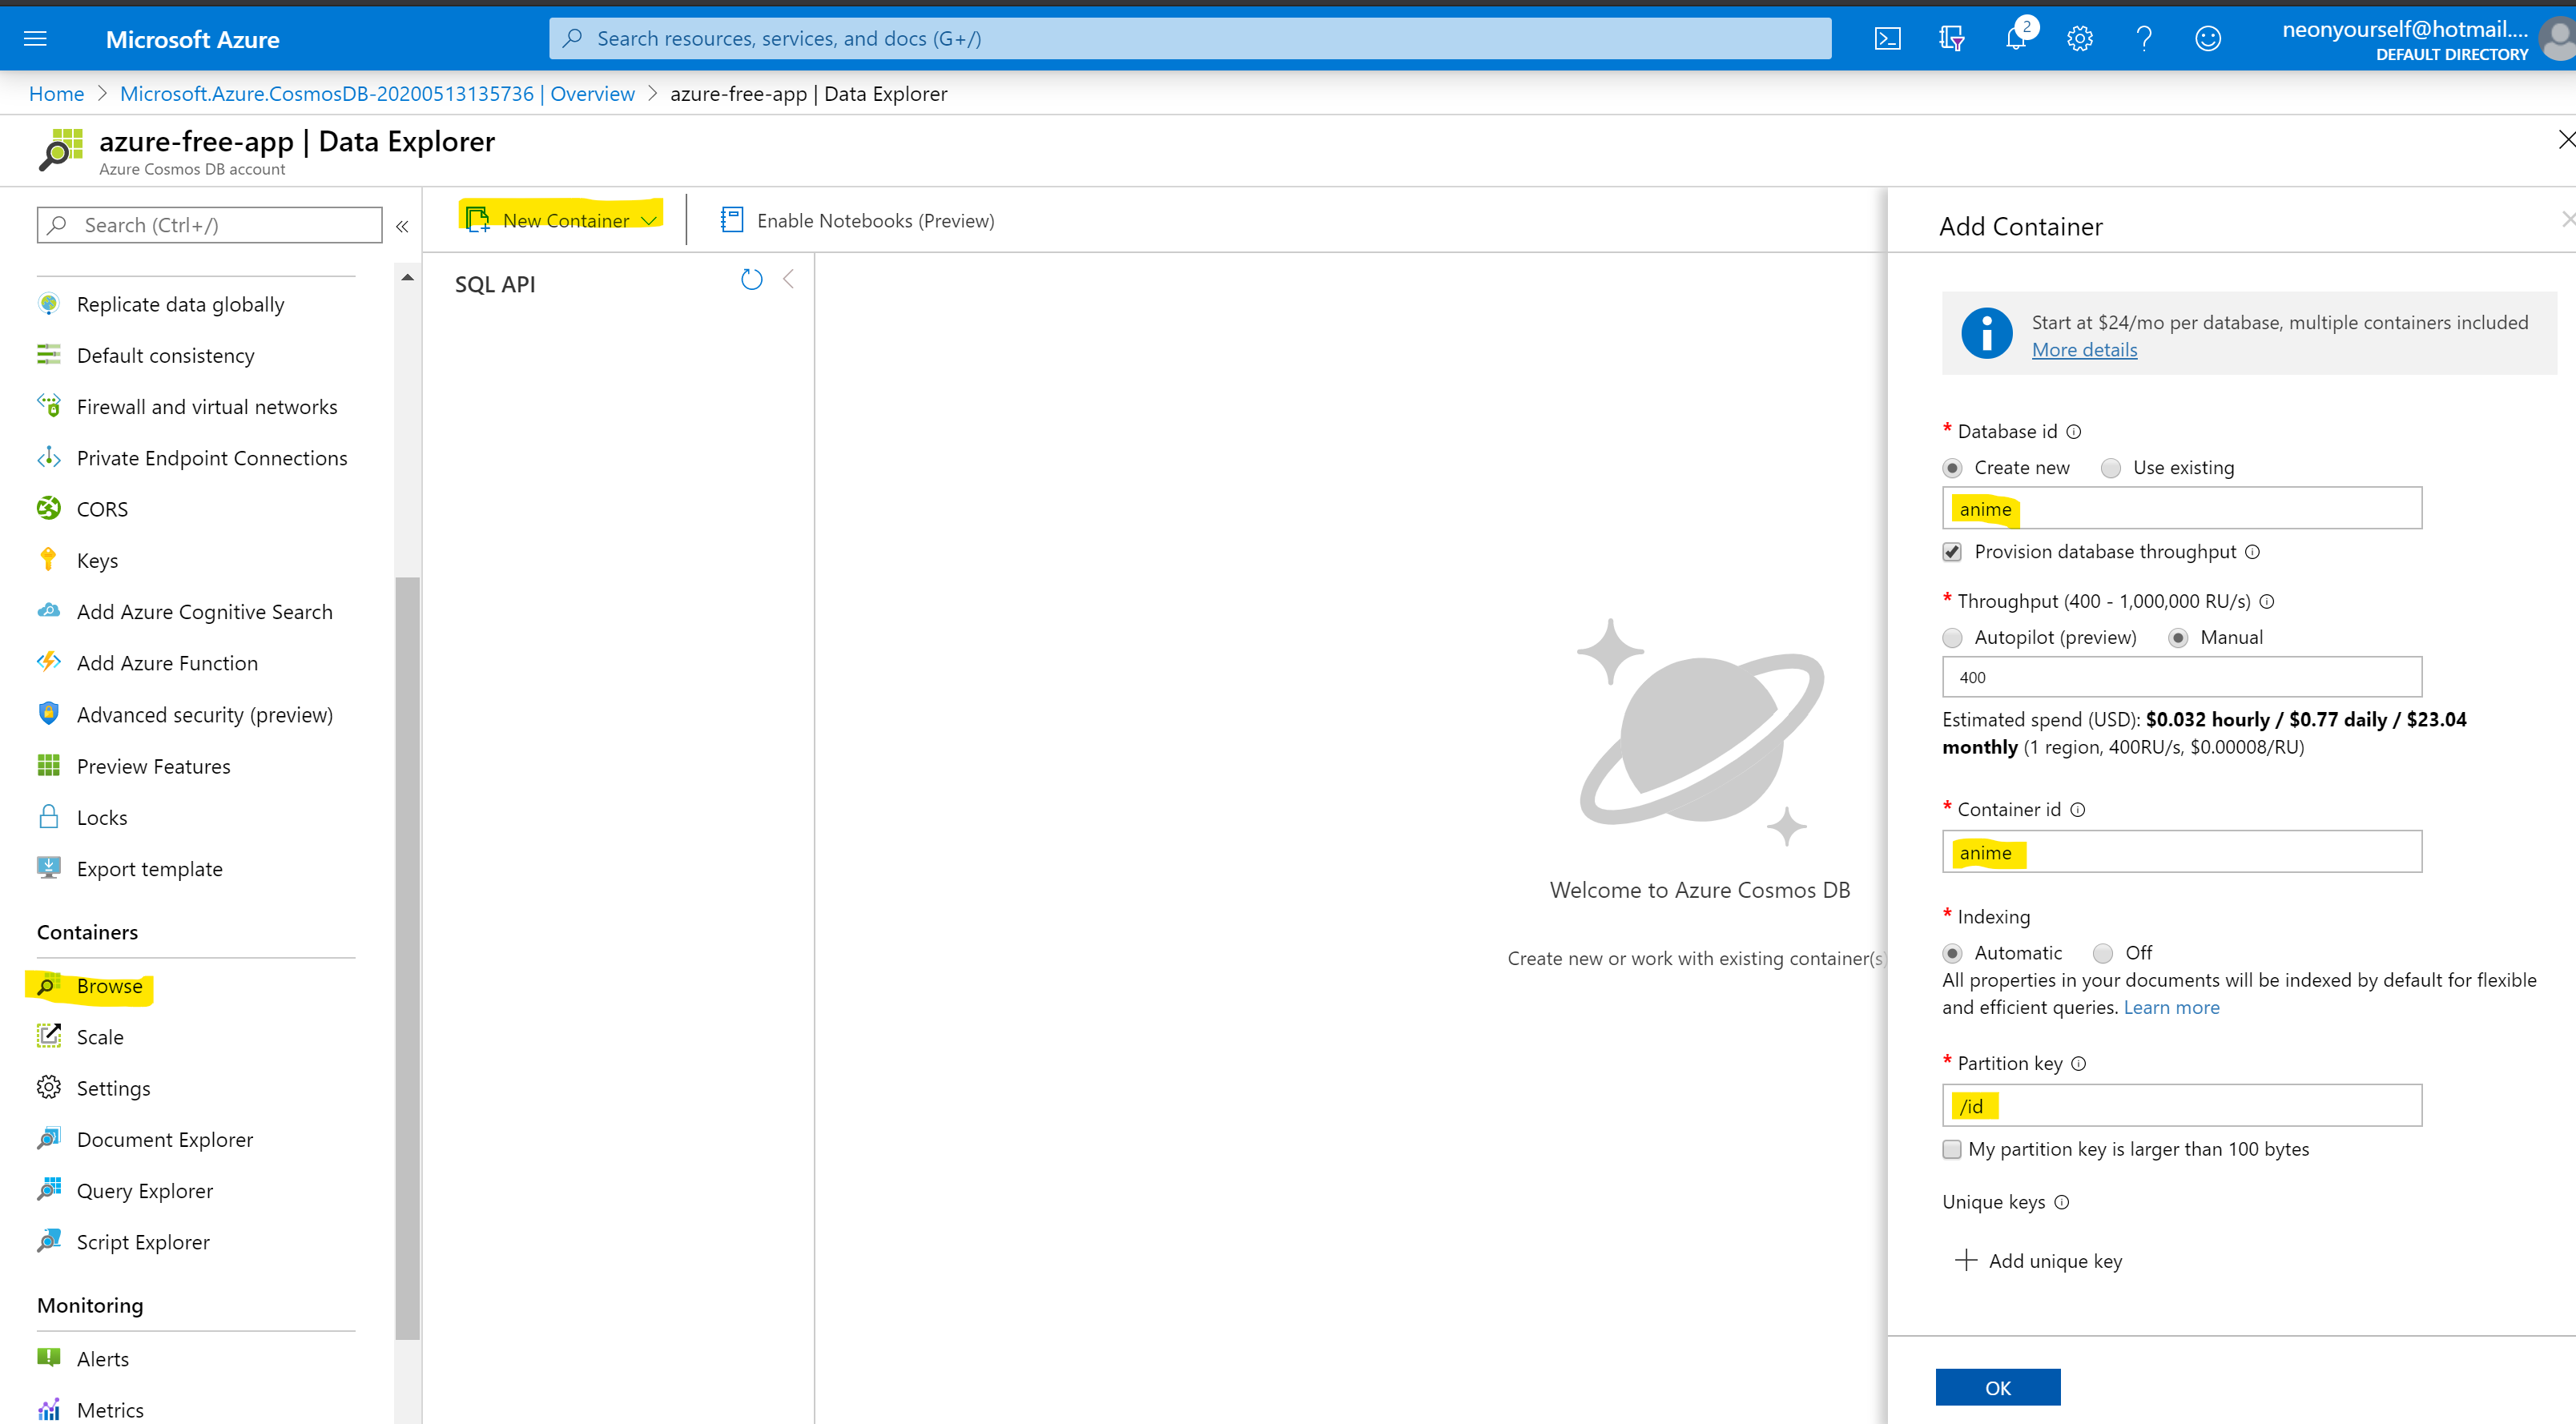 Microsoft Azure
Search resources, services, and docs (G+/)
2
neonyourself@hotmail....
DEFAULT DIRECTORY
Home > Microsoft.Azure.CosmosDB-20200513135736 | Overview > azure-free-app | Data Explorer
azure-free-app | Data Explorer
Azure Cosmos DB account
Search (Ctrl+/)
«
Replicate data globally
Default consistency
Firewall and virtual networks
Private Endpoint Connections
CORS
Keys
Add Azure Cognitive Search
Add Azure Function
Advanced security (preview)
Preview Features
Locks
Export template
Containers
Browse
Scale
Settings
Document Explorer
Query Explorer
Script Explorer
Monitoring
Alerts
Metrics
New Container
Enable Notebooks (Preview)
SQL API
Welcome to Azure Cosmos DB
Create new or work with existing container(s)
Add Container
Start at $24/mo per database, multiple containers included
More details
* Database id
Create new
Use existing
anime
Provision database throughput
* Throughput (400 - 1,000,000 RU/s)
Autopilot (preview)
Manual
400
Estimated spend (USD): $0.032 hourly / $0.77 daily / $23.04
monthly (1 region, 400RU/s, $0.00008/RU)
* Container id
anime
* Indexing
Automatic
Off
All properties in your documents will be indexed by default for flexible
and efficient queries. Learn more
* Partition key
/id
My partition key is larger than 100 bytes
Unique keys
+ Add unique key
OK